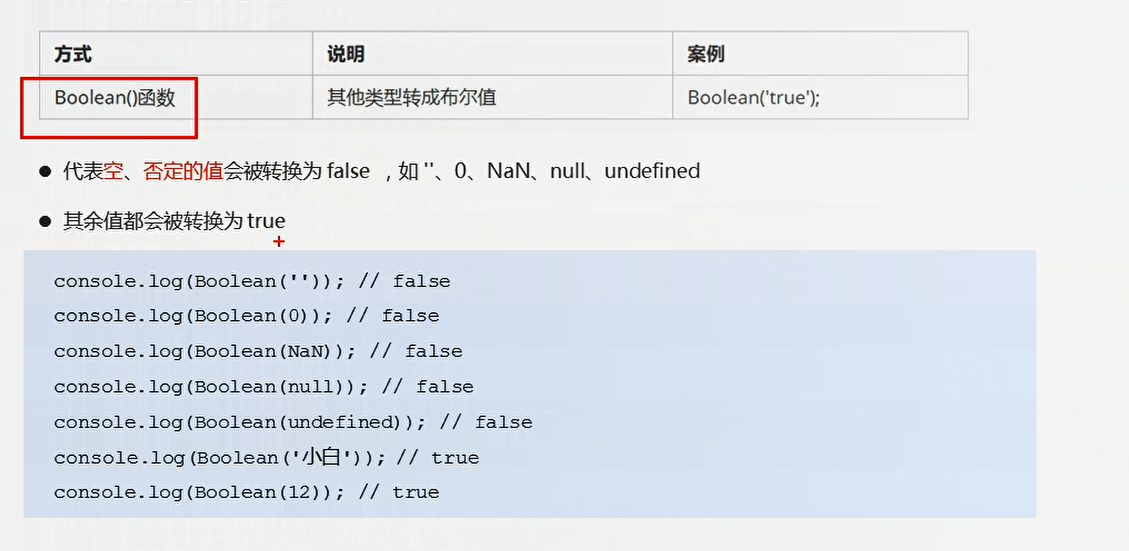 方式 说明 案例
Boolean()函数 其他类型转成布尔值 Boolean('true');
● 代表空、否定的值会被转换为 false ，如 ''、0、NaN、null、undefined
● 其余值都会被转换为 true
console.log(Boolean('')); // false
console.log(Boolean(0)); // false
console.log(Boolean(NaN)); // false
console.log(Boolean(null)); // false
console.log(Boolean(undefined)); // false
console.log(Boolean('小白')); // true
console.log(Boolean(12)); // true